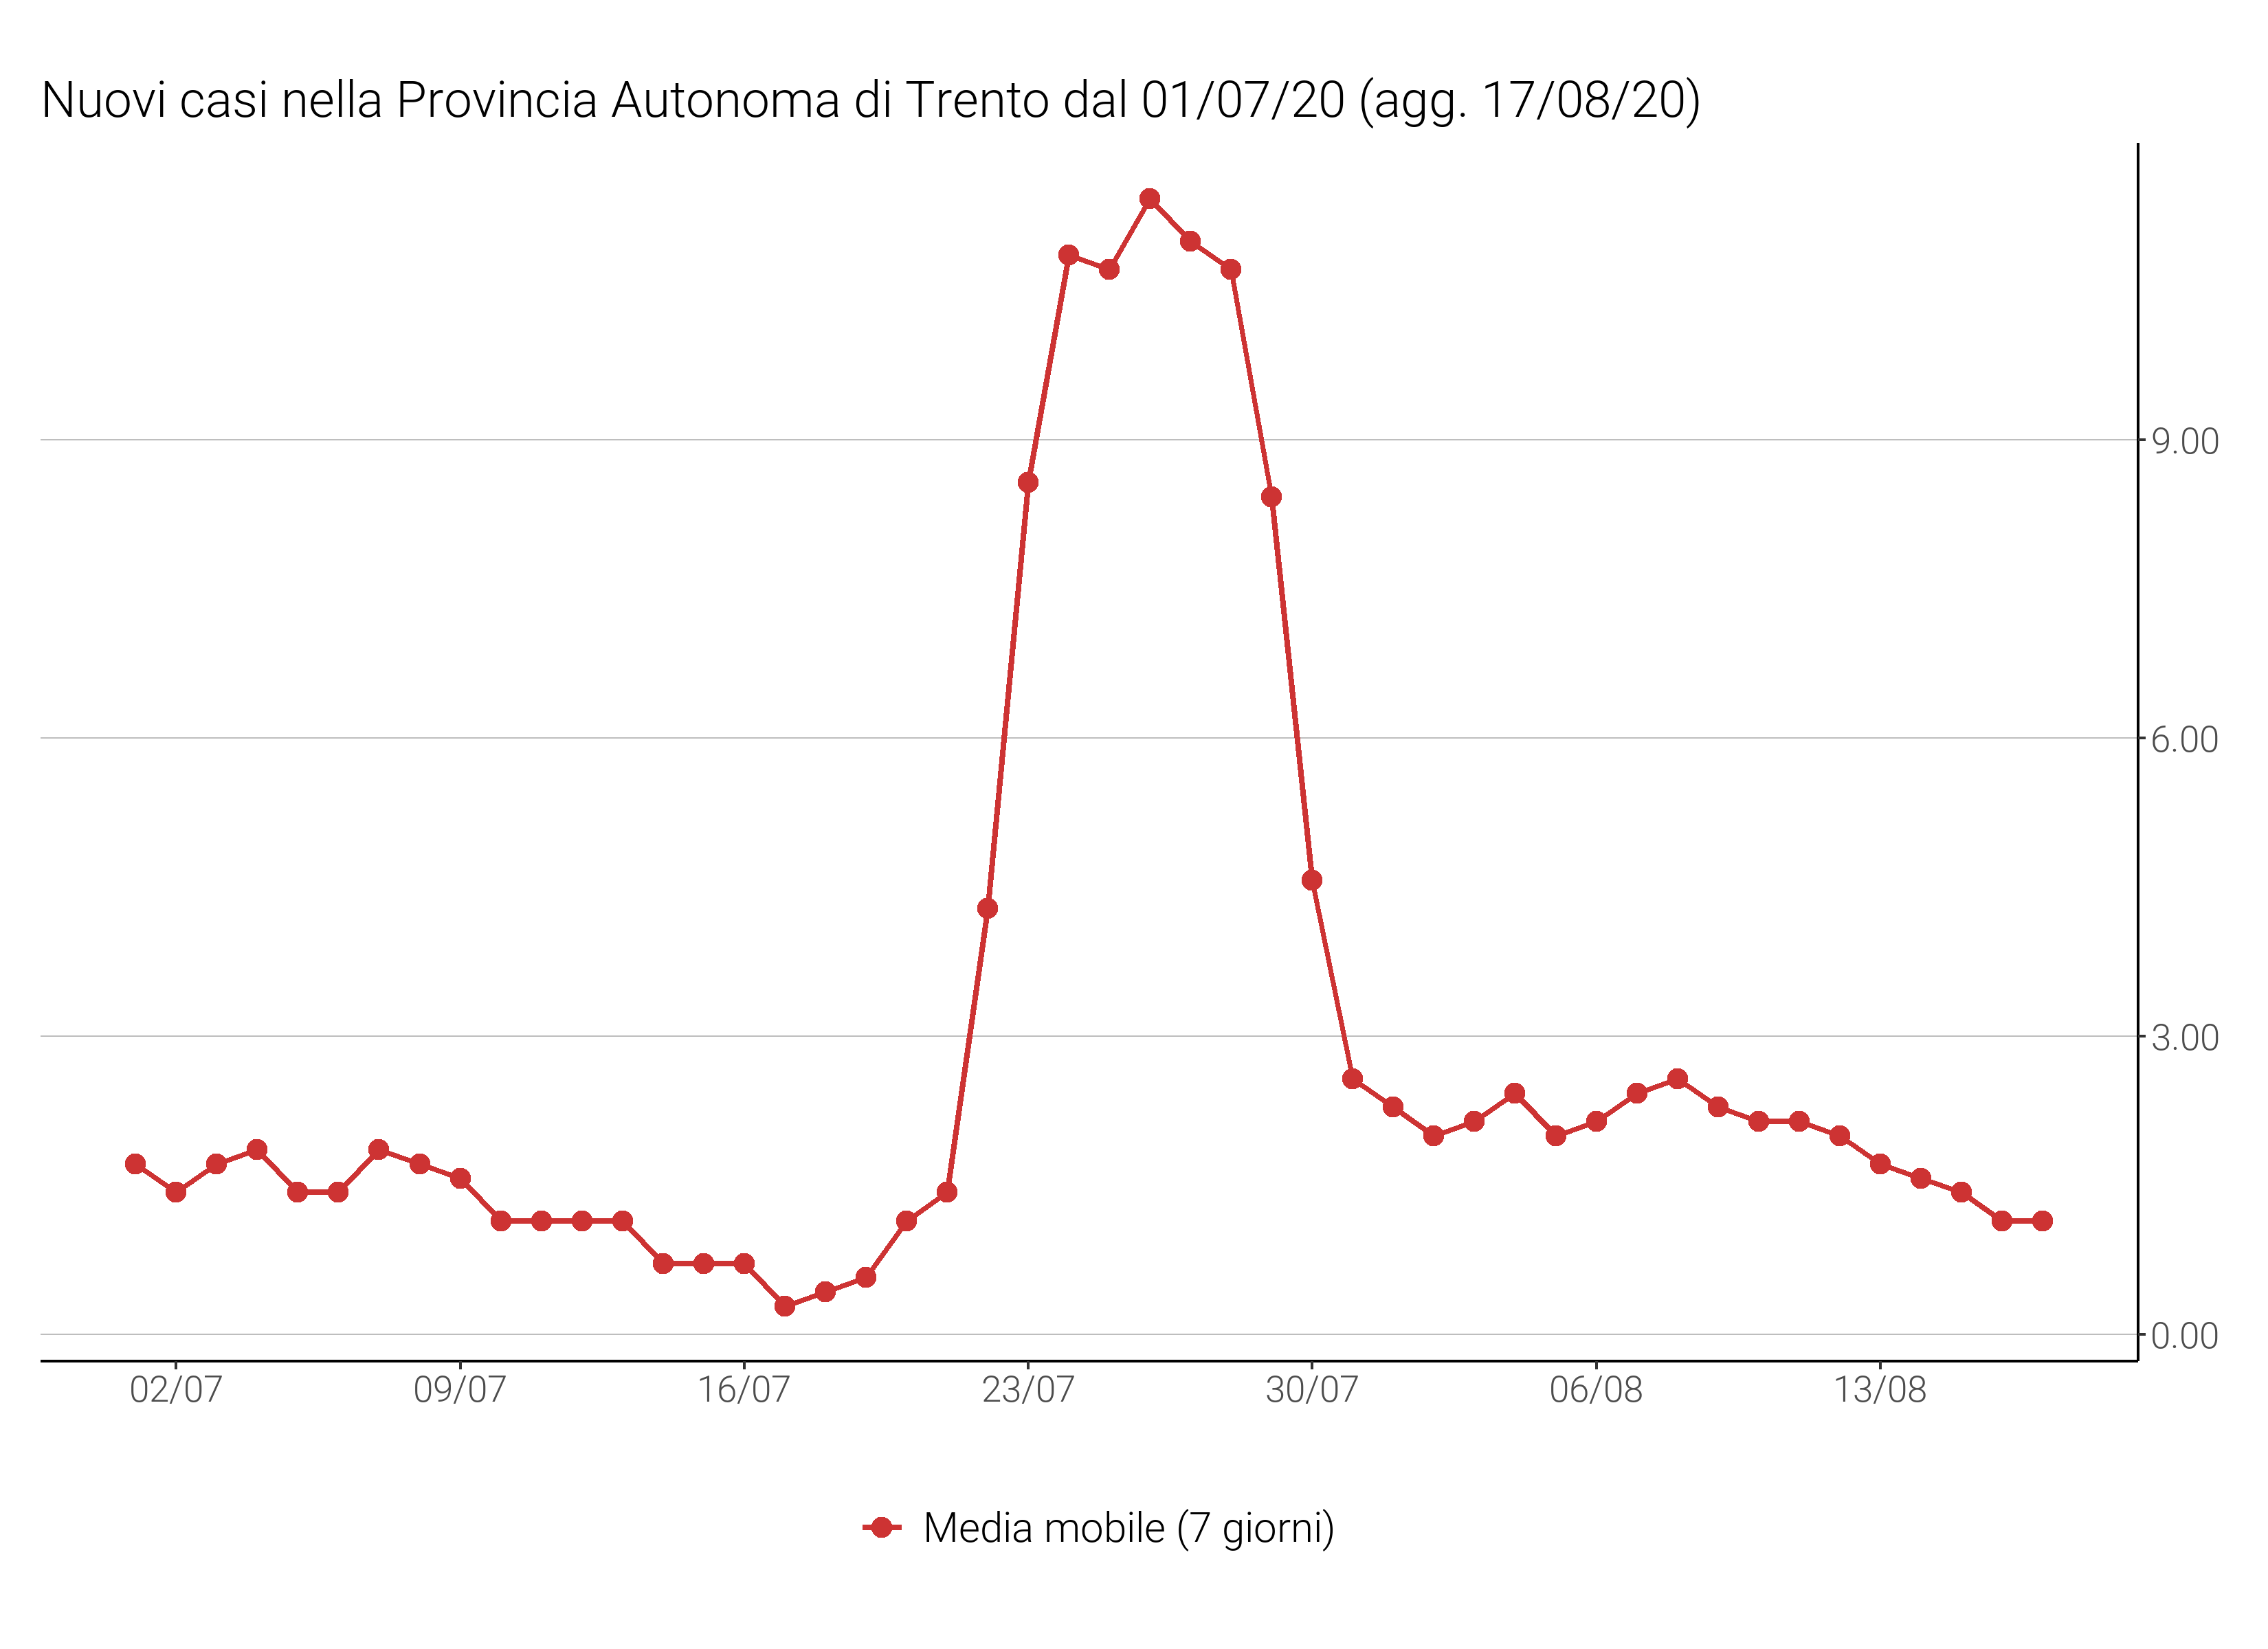 Nuovi casi nella Provincia Autonoma di Trento dal 01/07/20 (agg. 17/08/20)
9.00
6.00
3.00
0.00
02/07 09/07 16/07 23/07 30/07 06/08 13/08
Media mobile (7 giorni)